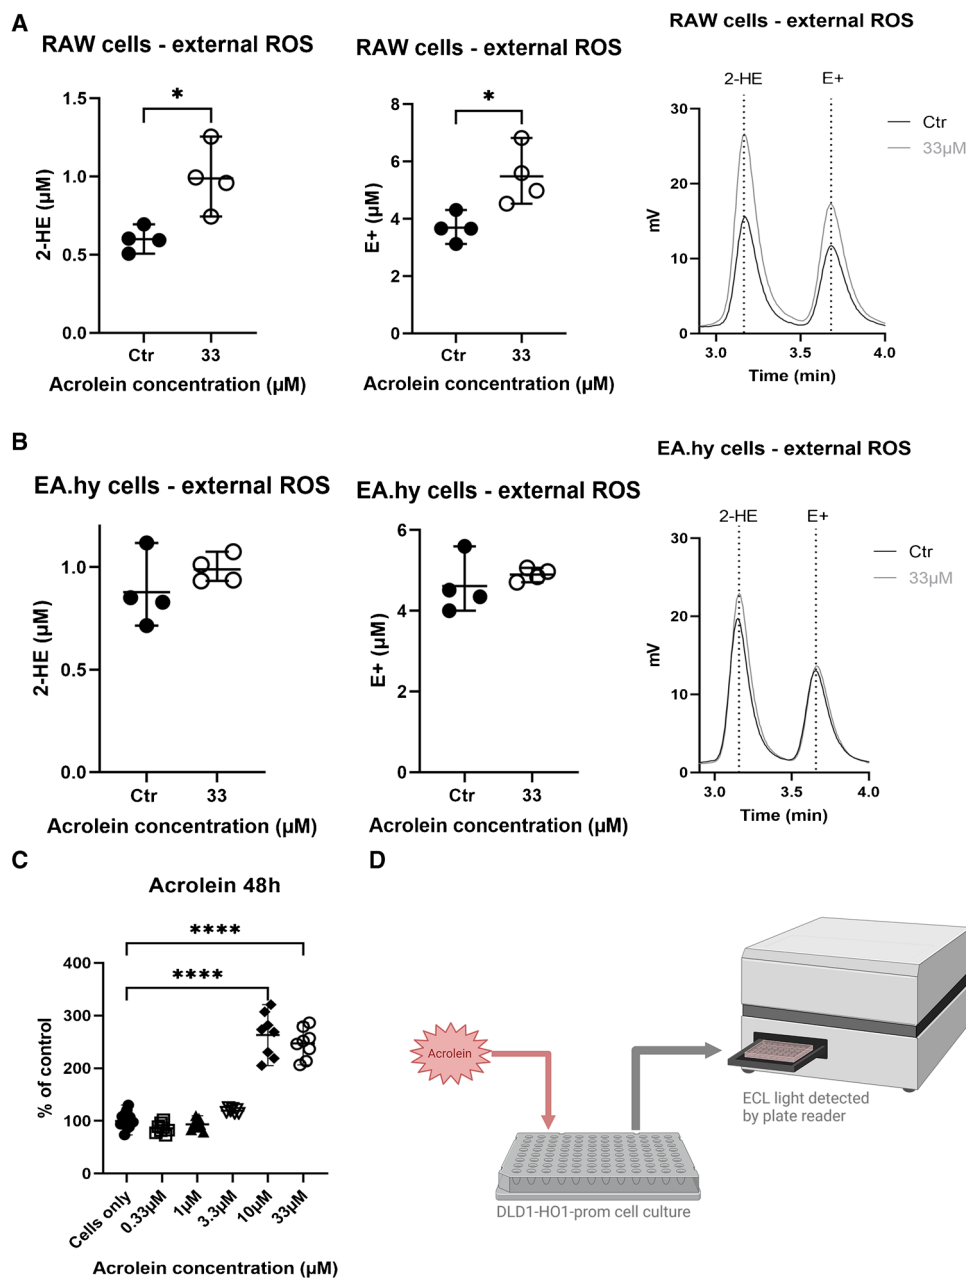 A
RAW cells - external ROS
2-HE (µM)
1.5
1.0
0.5
0.0
*
Ctr
33
Acrolein concentration (µM)
RAW cells - external ROS
E+ (µM)
8
6
4
2
0
*
Ctr
33
Acrolein concentration (µM)
RAW cells - external ROS
2-HE
E+
mV
30
20
10
0
3.0
3.5
4.0
Time (min)
Ctr
33µM
B
EA.hy cells - external ROS
2-HE (µM)
1.0
0.5
0.0
Ctr
33
Acrolein concentration (µM)
EA.hy cells - external ROS
E+ (µM)
6
4
2
0
Ctr
33
Acrolein concentration (µM)
EA.hy cells - external ROS
2-HE
E+
mV
30
20
10
0
3.0
3.5
4.0
Time (min)
Ctr
33µM
C
Acrolein 48h
****
****
% of control
400
300
200
100
0
Cells only
0.33µM
1µM
3.3µM
10µM
33µM
Acrolein concentration (µM)
D
Acrolein
DLD1-HO1-prom cell culture
ECL light detected
by plate reader